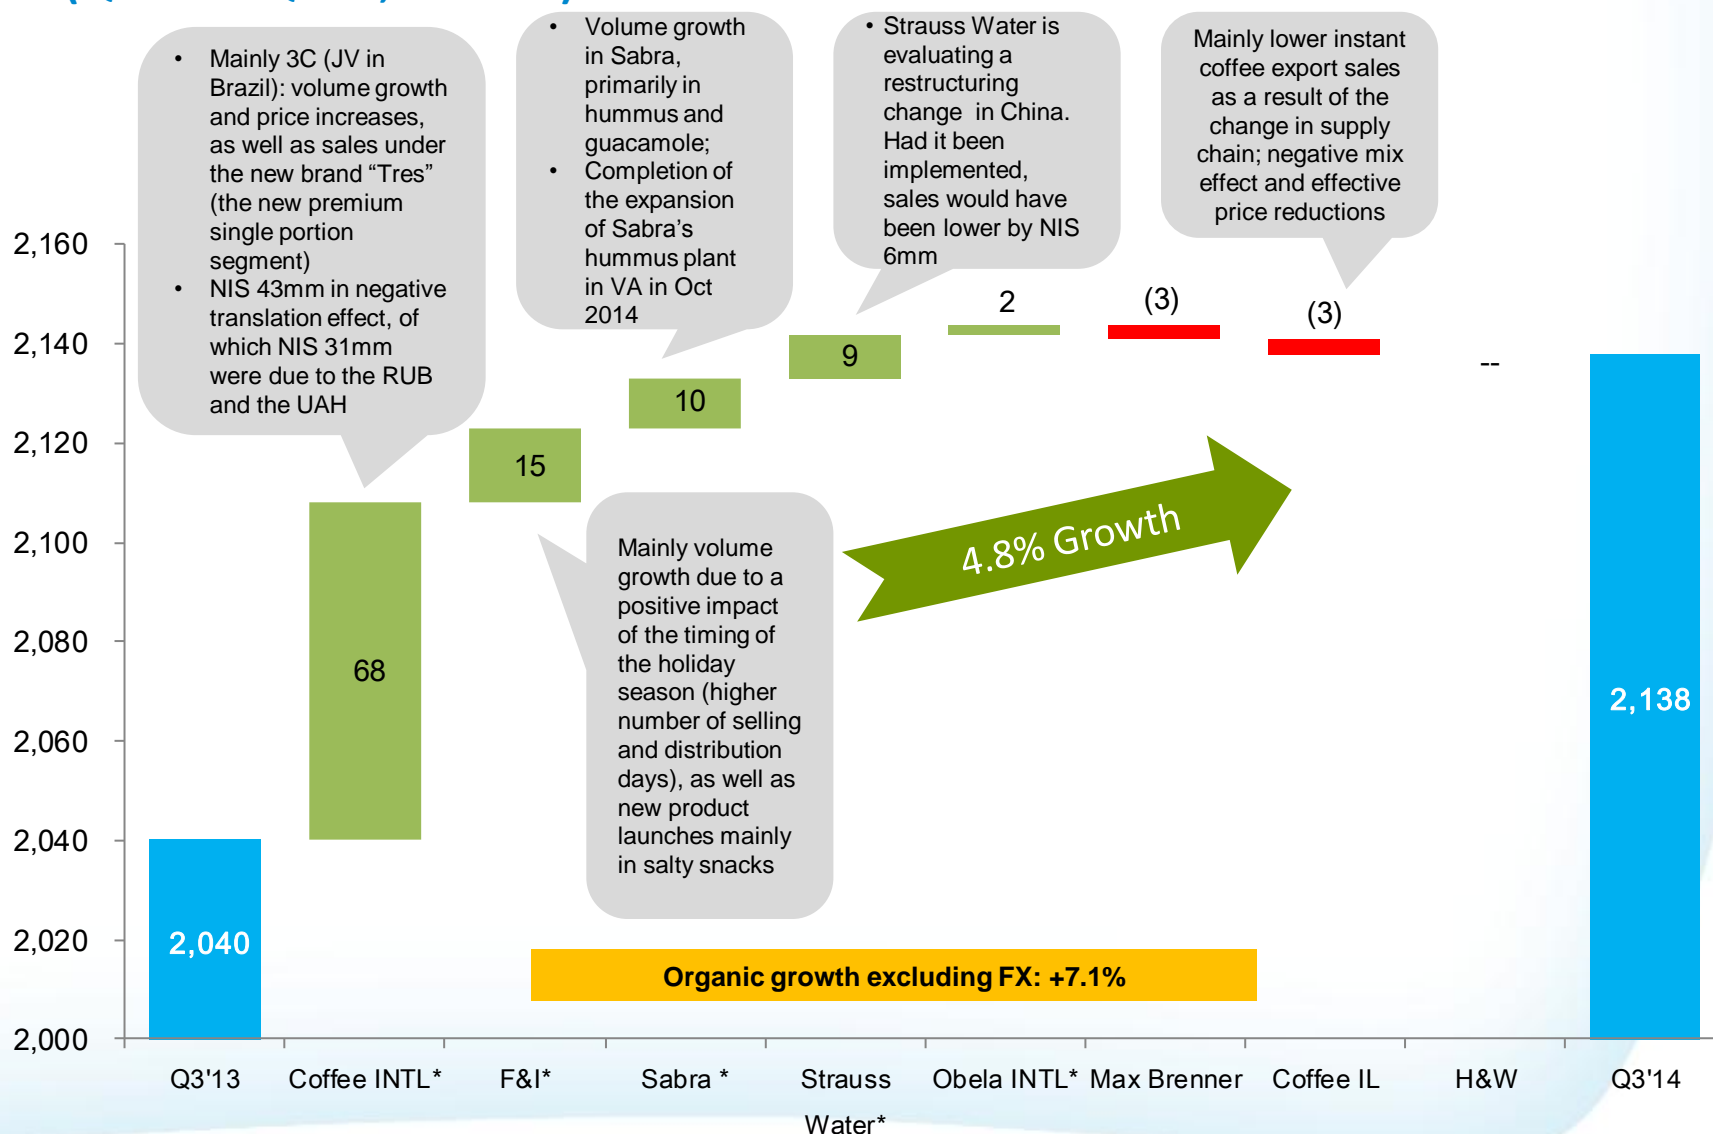 • Mainly 3C (JV in
Brazil): volume growth
and price increases,
as well as sales under
the new brand “Tres”
(the new premium
single portion
segment)
• NIS 43mm in negative
translation effect, of
which NIS 31mm
were due to the RUB
and the UAH
• Volume growth
in Sabra,
primarily in
hummus and
guacamole;
• Completion of
the expansion
of Sabra’s
hummus plant
in VA in Oct
2014
• Strauss Water is
evaluating a
restructuring
change in China.
Had it been
implemented,
sales would have
been lower by NIS
6mm
Mainly lower instant
coffee export sales
as a result of the
change in supply
chain; negative mix
effect and effective
price reductions
2,160
2,140
2,120
2,100
2,080
2,060
2,040
2,020
2,000
2,040
68
15
10
9
2
(3)
(3)
--
2,138
Mainly volume
growth due to a
positive impact
of the timing of
the holiday
season (higher
number of selling
and distribution
days), as well as
new product
launches mainly
in salty snacks
4.8% Growth
Organic growth excluding FX: +7.1%
Q3'13
Coffee INTL*
F&I*
Sabra *
Strauss
Water*
Obela INTL*
Max Brenner
Coffee IL
H&W
Q3'14